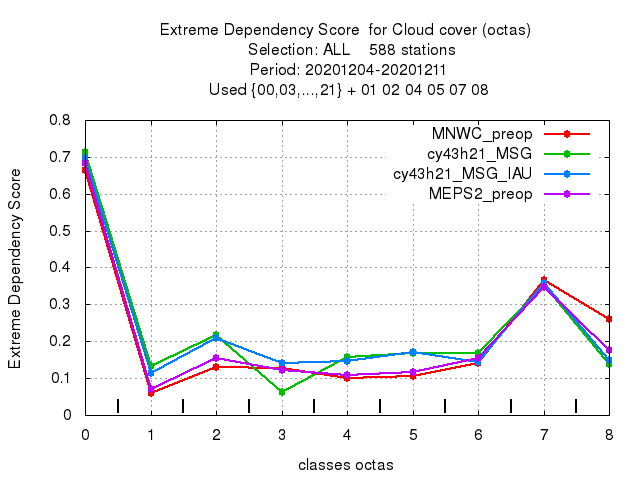 Extreme Dependency Score  for Cloud cover (octas)
Selection: ALL    588 stations
Period: 20201204-20201211
Used {00,03,...,21} + 01 02 04 05 07 08
MNWC_preop
cy43h21_MSG
cy43h21_MSG_IAU
MEPS2_preop
Extreme Dependency Score
0.8
0.7
0.6
0.5
0.4
0.3
0.2
0.1
0
0 1 2 3 4 5 6 7 8
classes octas